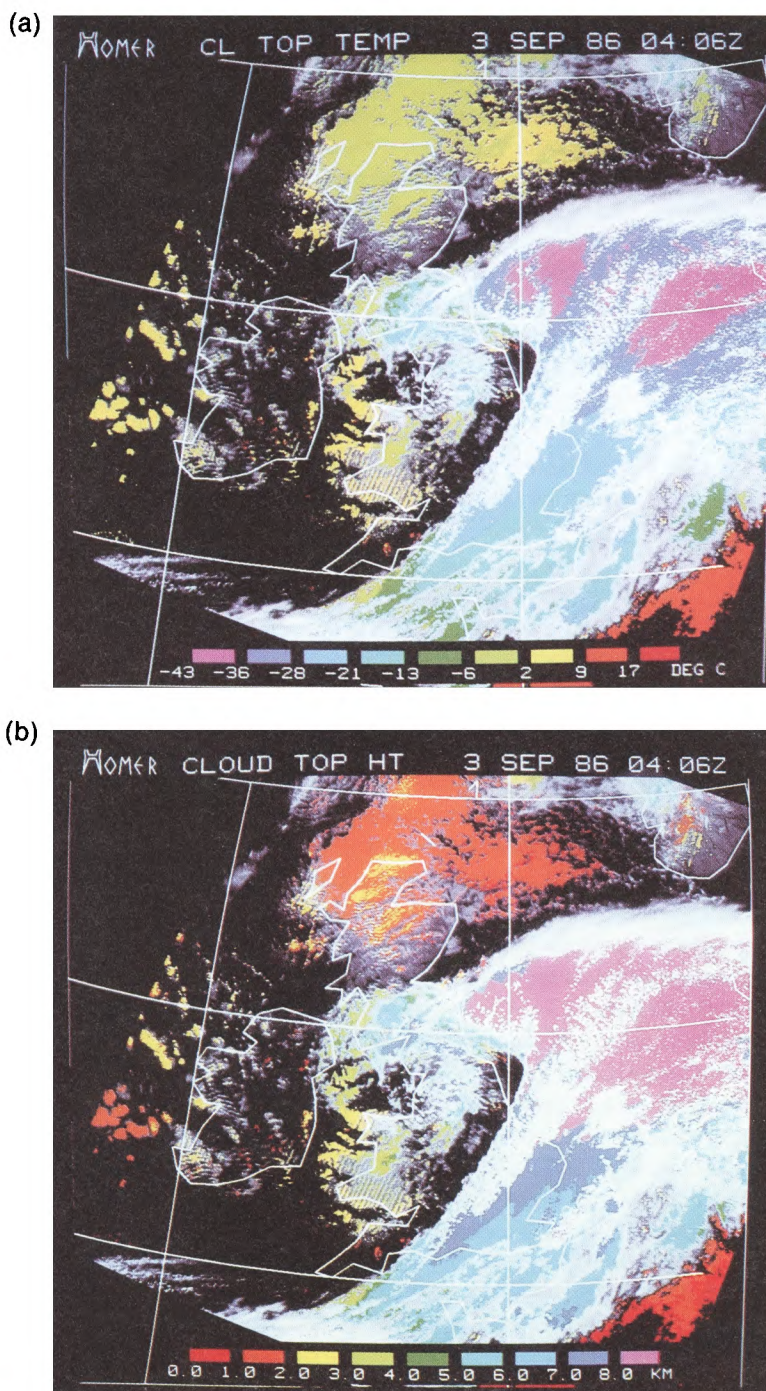 (a)
HOMER CL TOP TEMP 3 SEP 86 04:06Z
-43 -36 -28 -21 -13 -6 2 9 17 DEG C
(b)
HOMER CLOUD TOP HT 3 SEP 86 04:06Z
0.0 1.0 2.0 3.0 4.0 5.0 6.0 7.0 8.0 KM